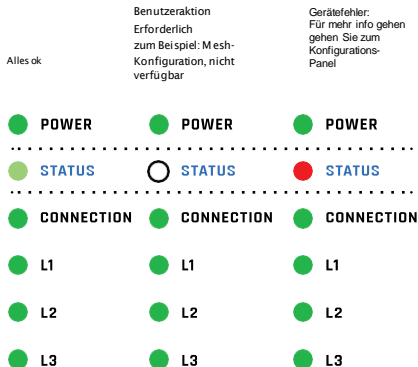 Alles ok
Benutzeraktion
Erforderlich
zum Beispiel: Mesh-
Konfiguration, nicht
verfügbar
Gerätefehler:
Für mehr info gehen
gehen Sie zum
Konfigurations-
Panel
POWER POWER POWER
STATUS STATUS STATUS
CONNECTION CONNECTION CONNECTION
L1 L1 L1
L2 L2 L2
L3 L3 L3